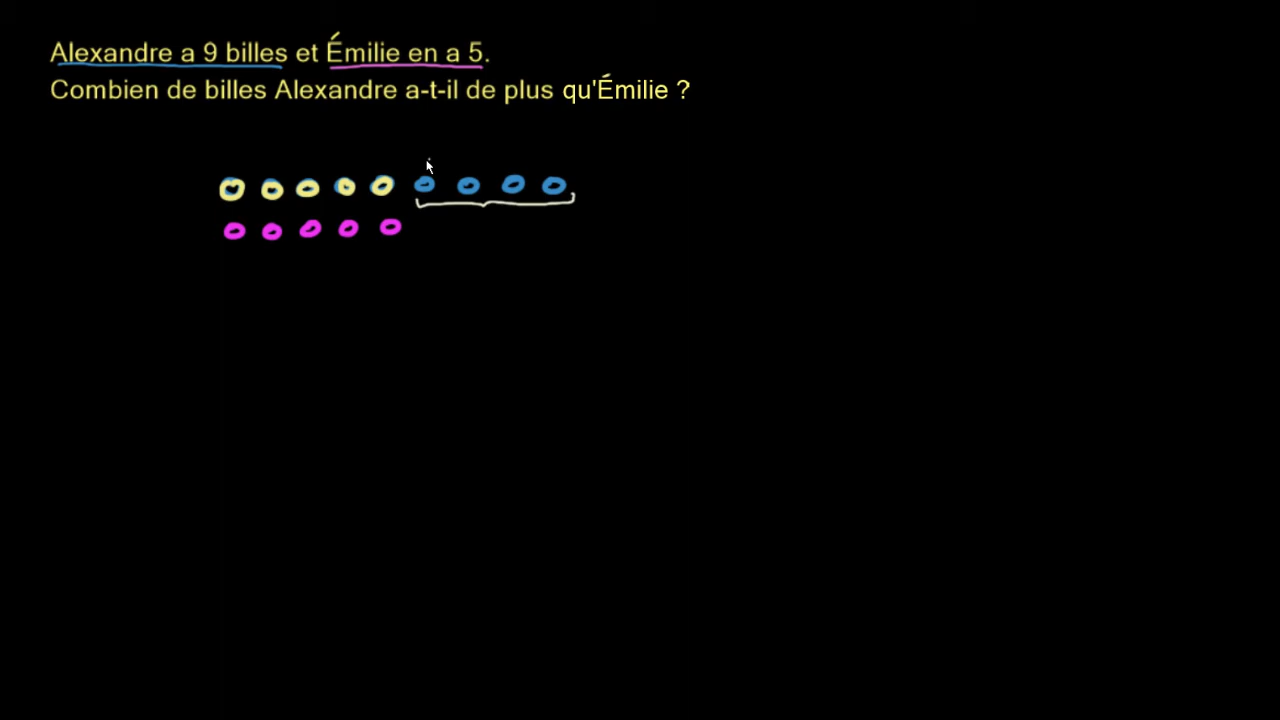 Alexandre a 9 billes et Émilie en a 5.
Combien de billes Alexandre a-t-il de plus qu'Émilie ?